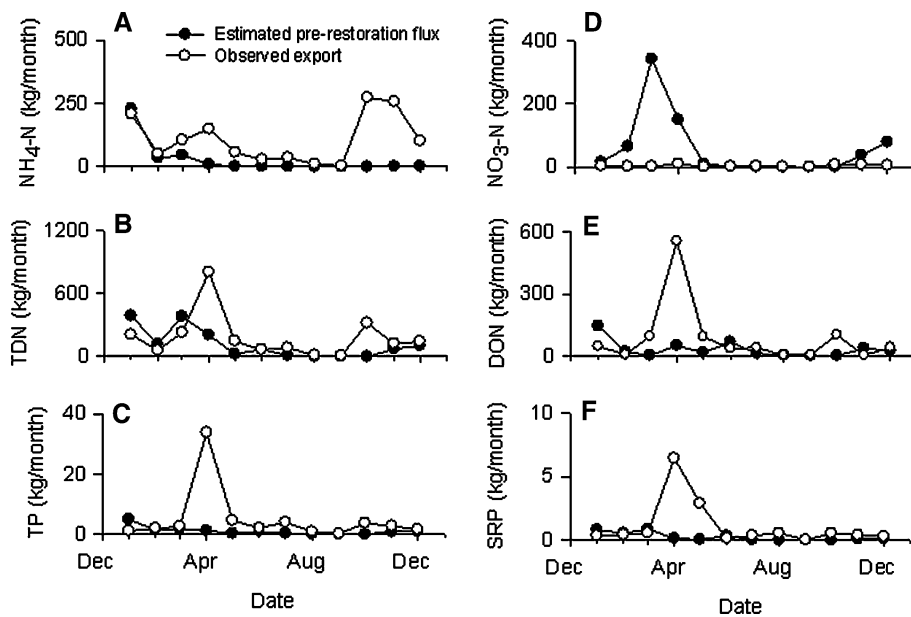 A
Estimated pre-restoration flux
Observed export
500
250
0
NH4-N (kg/month)
D
400
200
0
NO3-N (kg/month)
B
1200
600
0
TDN (kg/month)
E
600
300
0
DON (kg/month)
C
40
20
0
TP (kg/month)
Dec Apr Aug Dec
Date
F
10
5
0
SRP (kg/month)
Dec Apr Aug Dec
Date